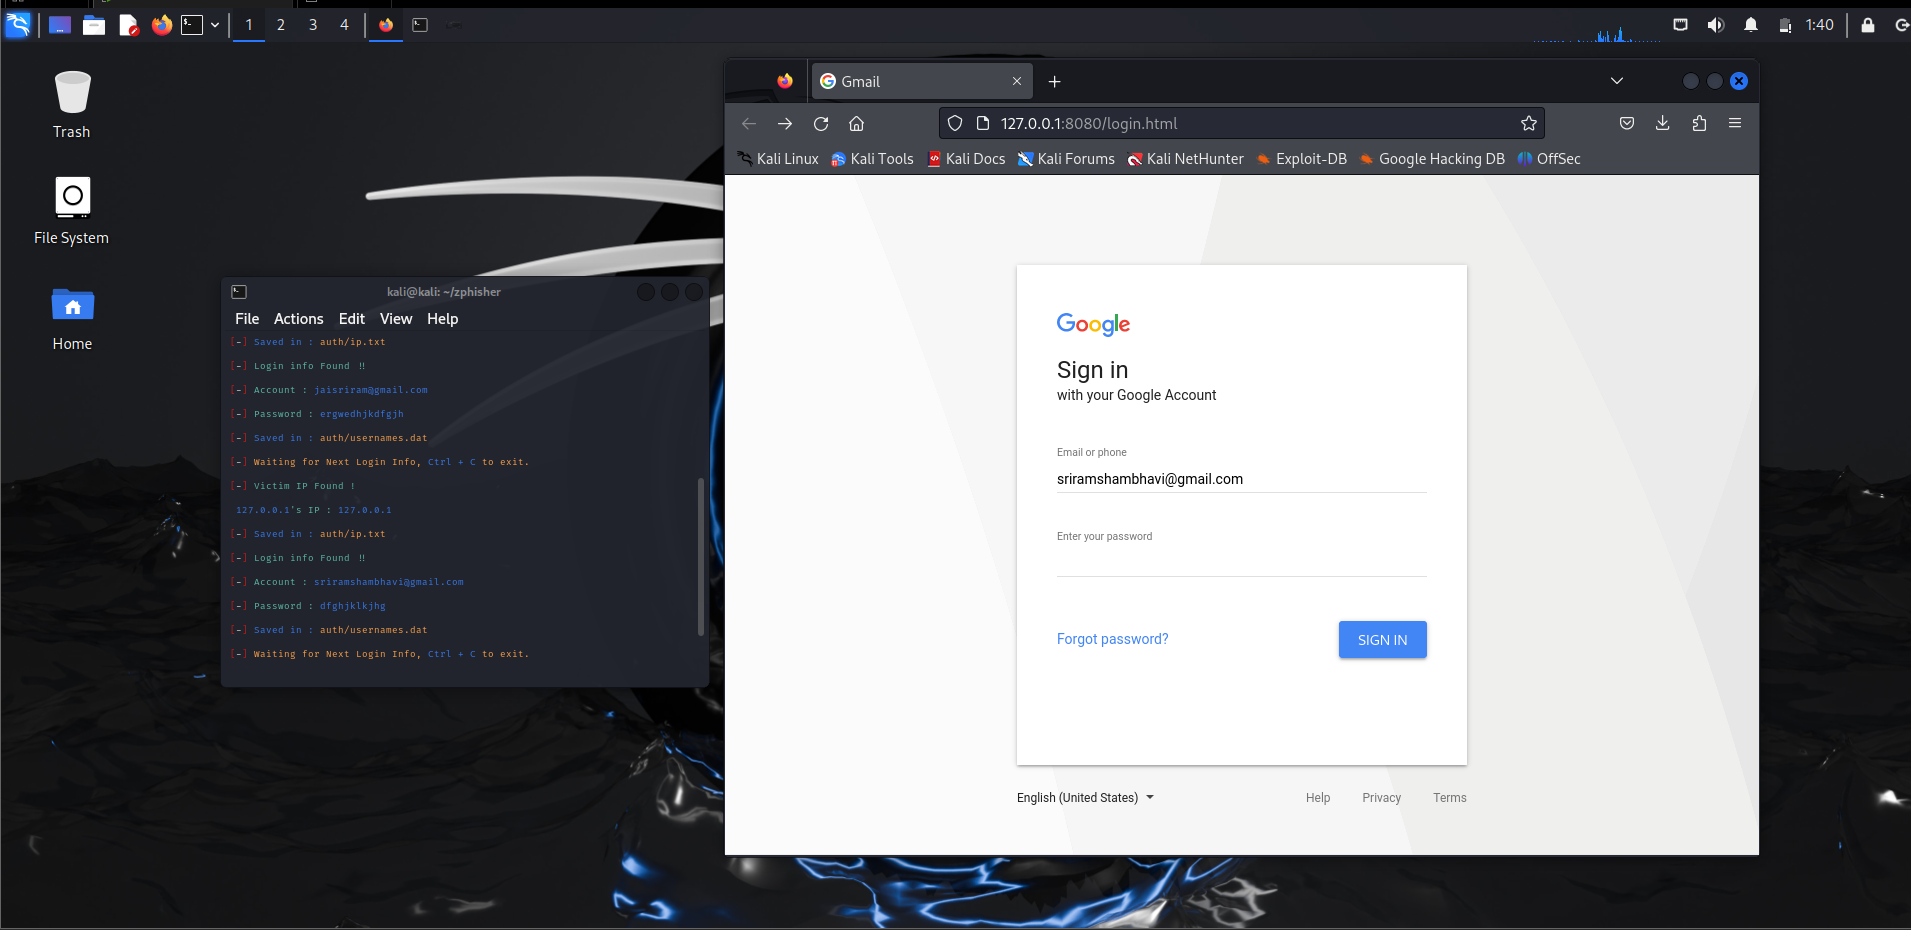 1 2 3 4
1:40
Trash
File System
Home
kali@kali: ~/zphisher
File Actions Edit View Help
[-] Saved in : auth/ip.txt
[-] Login info Found !!
[-] Account : jaisriram@gmail.com
[-] Password : ergwedhjkdfgjh
[-] Saved in : auth/usernames.dat
[-] Waiting for Next Login Info, Ctrl + C to exit.
[-] Victim IP Found !
127.0.0.1's IP : 127.0.0.1
[-] Saved in : auth/ip.txt
[-] Login info Found !!
[-] Account : sriramshambhavi@gmail.com
[-] Password : dfghjklkjhg
[-] Saved in : auth/usernames.dat
[-] Waiting for Next Login Info, Ctrl + C to exit.
Gmail
127.0.0.1:8080/login.html
Kali Linux Kali Tools Kali Docs Kali Forums Kali NetHunter Exploit-DB Google Hacking DB OffSec
Google
Sign in
with your Google Account
Email or phone
sriramshambhavi@gmail.com
Enter your password
Forgot password? SIGN IN
English (United States) Help Privacy Terms